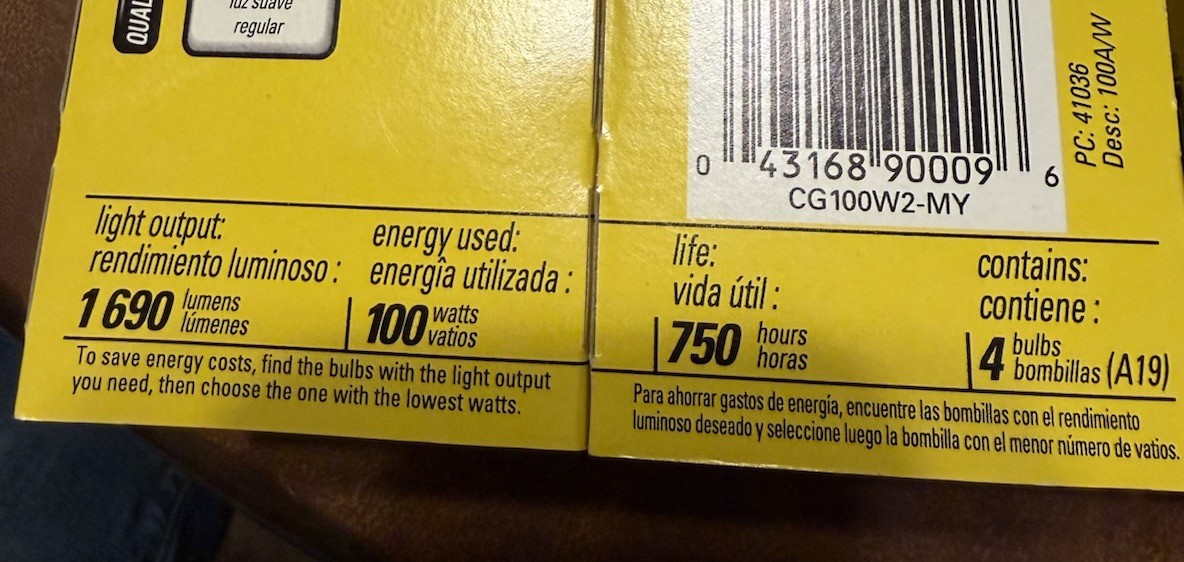 QUAL
luz suave
regular
light output:
rendimiento luminoso :
1 690 lumens
lúmenes
energy used:
energîa utilizada :
100 watts
vatios
To save energy costs, find the bulbs with the light output
you need, then choose the one with the lowest watts.
0 43168 90009 6
CG100W2-MY
PC: 41036
Desc: 100A/W
life:
vida útil :
750 hours
horas
contains:
contiene :
4 bulbs
bombillas (A19)
Para ahorrar gastos de energía, encuentre las bombillas con el rendimiento
luminoso deseado y seleccione luego la bombilla con el menor número de vatios.